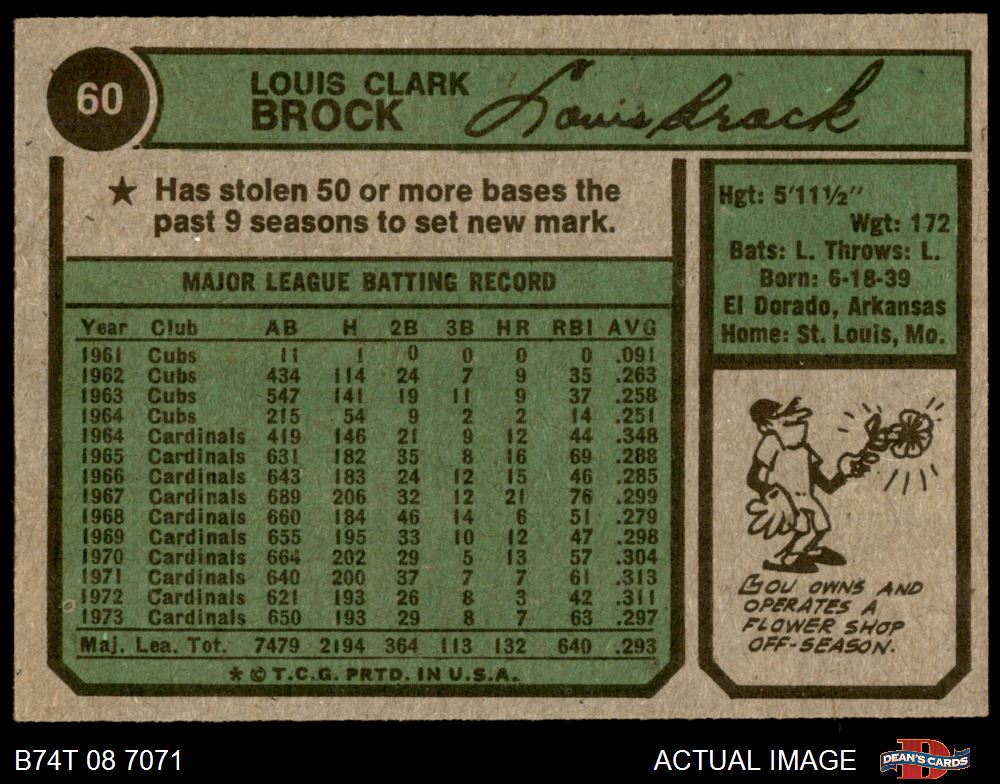 60
LOUIS CLARK
BROCK
Louis Brock
★ Has stolen 50 or more bases the
past 9 seasons to set new mark.
MAJOR LEAGUE BATTING RECORD
Year Club AB H 2B 3B HR RBI AVG
1961 Cubs 11 1 0 0 0 0 .091
1962 Cubs 434 114 24 7 9 35 .263
1963 Cubs 547 141 19 11 9 37 .258
1964 Cubs 215 54 9 2 2 14 .251
1964 Cardinals 419 146 21 9 12 44 .348
1965 Cardinals 631 182 35 8 16 69 .288
1966 Cardinals 643 183 24 12 15 46 .285
1967 Cardinals 689 206 32 12 21 76 .299
1968 Cardinals 660 184 46 14 6 51 .279
1969 Cardinals 655 195 33 10 12 47 .298
1970 Cardinals 664 202 29 5 13 57 .304
1971 Cardinals 640 200 37 7 7 61 .313
1972 Cardinals 621 193 26 8 3 42 .311
1973 Cardinals 650 193 29 8 7 63 .297
Maj. Lea. Tot. 7479 2194 364 113 132 640 .293
* © T.C.G. PRTD. IN U.S.A.
Hgt: 5'11½"
Wgt: 172
Bats: L. Throws: L.
Born: 6-18-39
El Dorado, Arkansas
Home: St. Louis, Mo.
LOU OWNS AND
OPERATES A
FLOWER SHOP
OFF-SEASON.
B74T 08 7071
ACTUAL IMAGE
DEAN'S CARDS